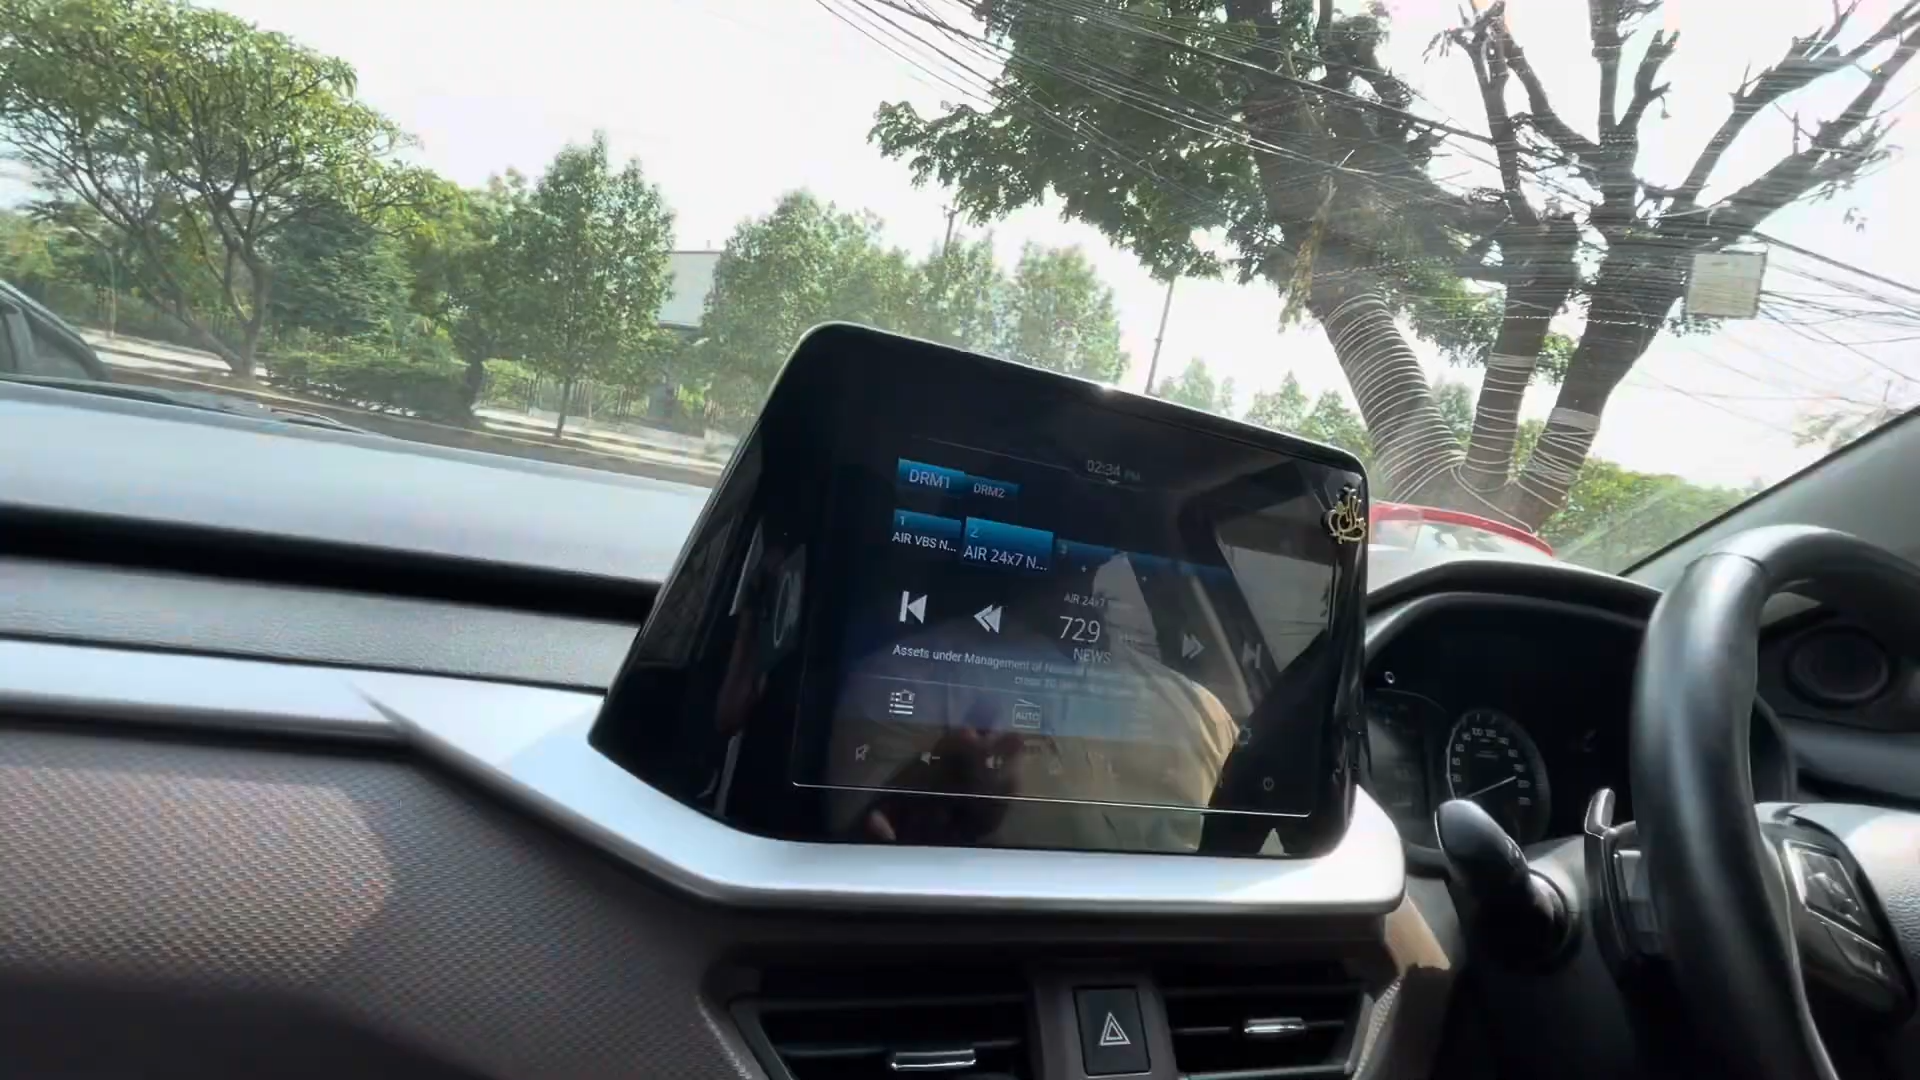 02:34 PM
DRM1 DRM2
1 2 3
AIR VBS N... AIR 24x7 N...
AIR 24x7
729
NEWS
Assets under Management of
AUTO